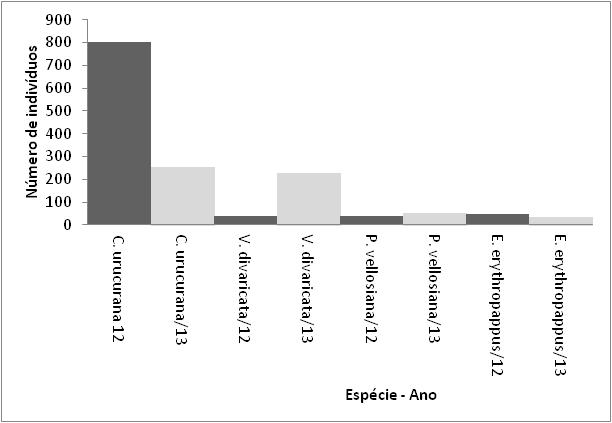 Número de indivíduos
900
800
700
600
500
400
300
200
100
0
C. urucurana 12
C. urucurana/13
V. divaricata/12
V. divaricata/13
P. vellosiana/12
P. vellosiana/13
E. erythropappus/12
E. erythropappus/13
Espécie - Ano